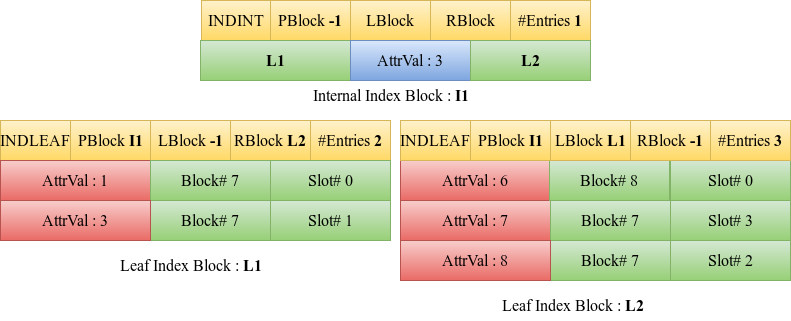 INDINT PBlock -1 LBlock RBlock #Entries 1
L1 AttrVal : 3 L2
Internal Index Block : I1
INDLEAF PBlock I1 LBlock -1 RBlock L2 #Entries 2
AttrVal : 1 Block# 7 Slot# 0
AttrVal : 3 Block# 7 Slot# 1
Leaf Index Block : L1
INDLEAF PBlock I1 LBlock L1 RBlock -1 #Entries 3
AttrVal : 6 Block# 8 Slot# 0
AttrVal : 7 Block# 7 Slot# 3
AttrVal : 8 Block# 7 Slot# 2
Leaf Index Block : L2